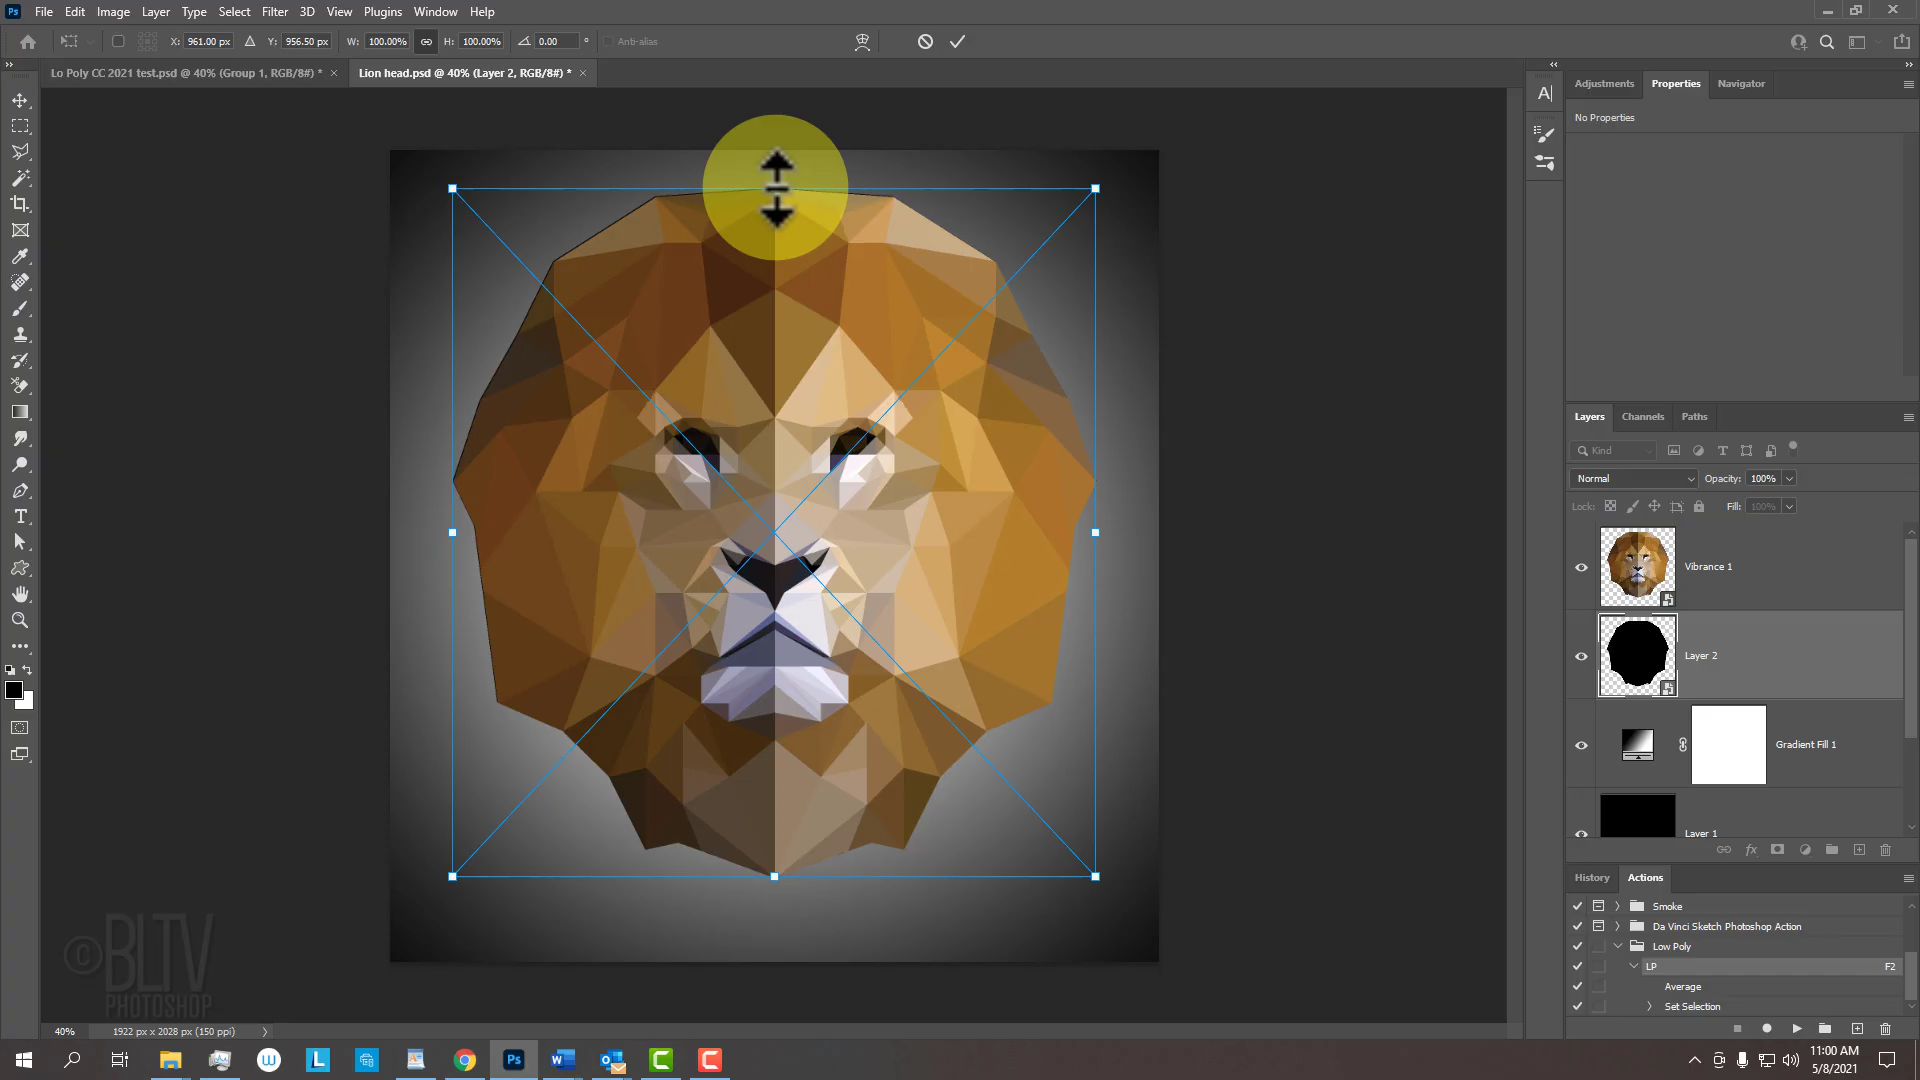 Ps File Edit Image Layer Type Select Filter 3D View Plugins Window Help
X: 961.00 px Y: 956.50 px W: 100.00% H: 100.00% 0.00 ° Anti-alias
Lo Poly CC 2021 test.psd @ 40% (Group 1, RGB/8#) * × Lion head.psd @ 40% (Layer 2, RGB/8#) * ×
Adjustments Properties Navigator
No Properties
Layers Channels Paths
Kind
Normal Opacity: 100%
Lock: Fill: 100%
Vibrance 1
Layer 2
Gradient Fill 1
Layer 1
History Actions
Smoke
Da Vinci Sketch Photoshop Action
Low Poly
LP F2
Average
Set Selection
© BLTV
PHOTOSHOP
40% 1922 px x 2028 px (150 ppi)
11:00 AM
5/8/2021